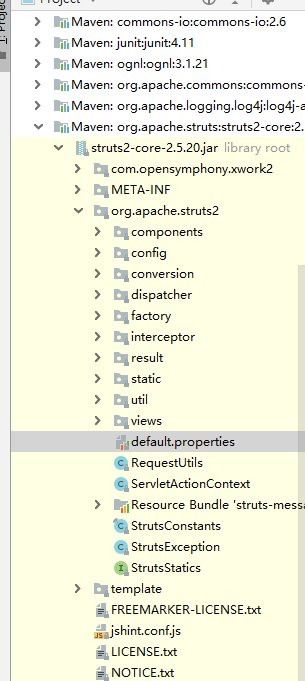 1: Projec
Project
Maven: commons-io:commons-io:2.6
Maven: junit:junit:4.11
Maven: ognl:ognl:3.1.21
Maven: org.apache.commons:commons-
Maven: org.apache.logging.log4j:log4j-a
Maven: org.apache.struts:struts2-core:2.
struts2-core-2.5.20.jar library root
com.opensymphony.xwork2
META-INF
org.apache.struts2
components
config
conversion
dispatcher
factory
interceptor
result
static
util
views
default.properties
RequestUtils
ServletActionContext
Resource Bundle 'struts-messa
StrutsConstants
StrutsException
StrutsStatics
template
FREEMARKER-LICENSE.txt
jshint.conf.js
LICENSE.txt
NOTICE.txt